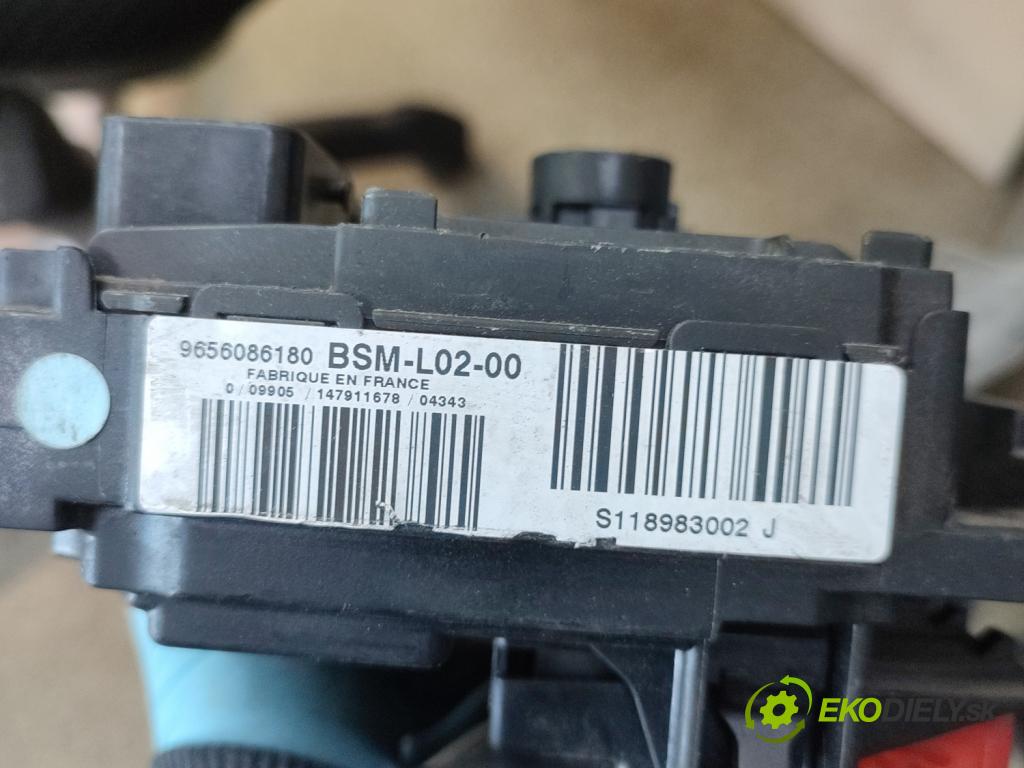 9656086180 BSM-L02-00
FABRIQUE EN FRANCE
0 / 09905 / 147911678 / 04343
S118983002 J
EKODIELY.sk